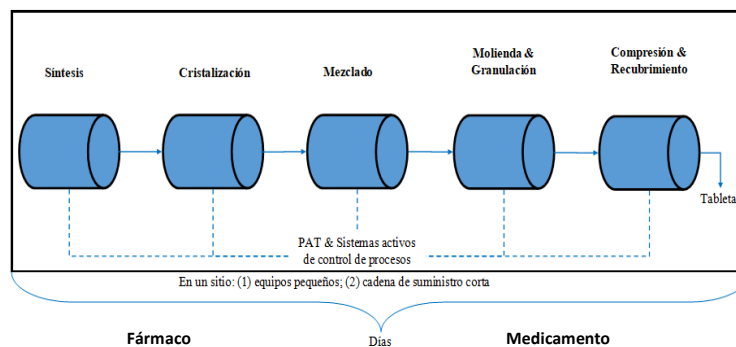 Síntesis
Cristalización
Mezclado
Molienda &
Granulación
Compresión &
Recubrimiento
Tableta
PAT & Sistemas activos
de control de procesos
En un sitio: (1) equipos pequeños; (2) cadena de suministro corta
Fármaco
Días
Medicamento